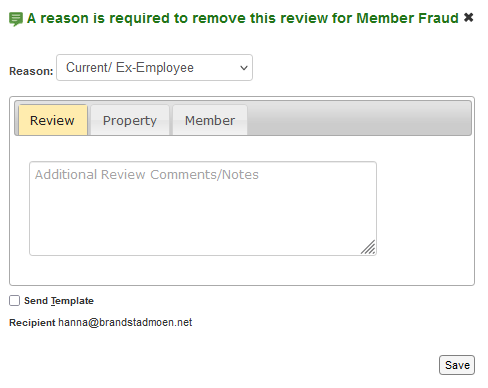 A reason is required to remove this review for Member Fraud ✖
Reason: Current/ Ex-Employee
Review Property Member
Additional Review Comments/Notes
Send Template
Recipient hanna@brandstadmoen.net
Save